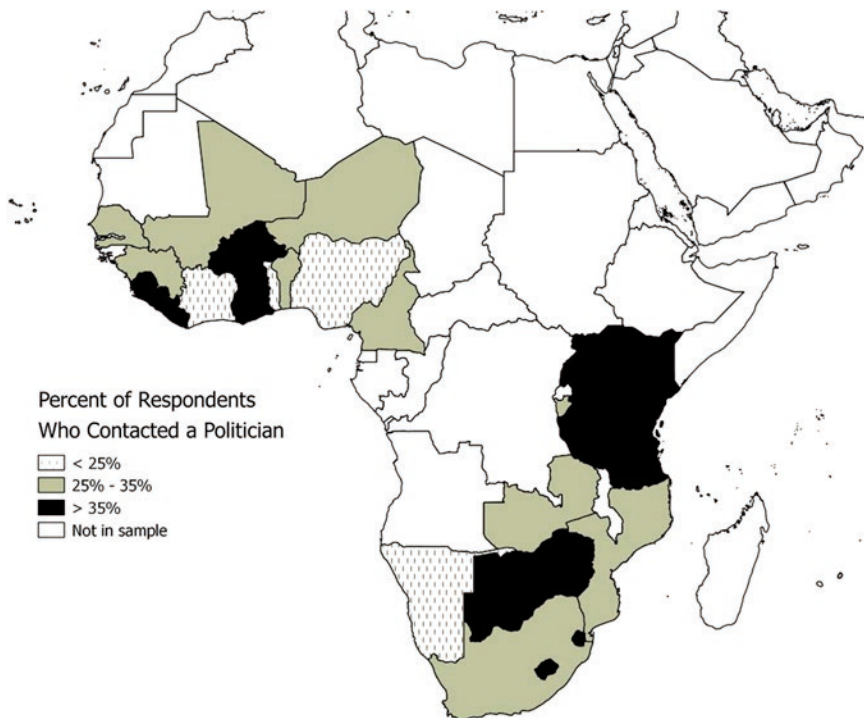 Percent of Respondents
Who Contacted a Politician
< 25%
25% - 35%
> 35%
Not in sample